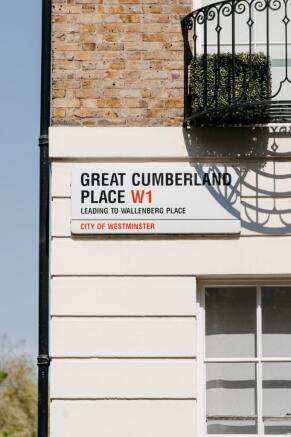 GREAT CUMBERLAND
PLACE W1
LEADING TO WALLENBERG PLACE
CITY OF WESTMINSTER